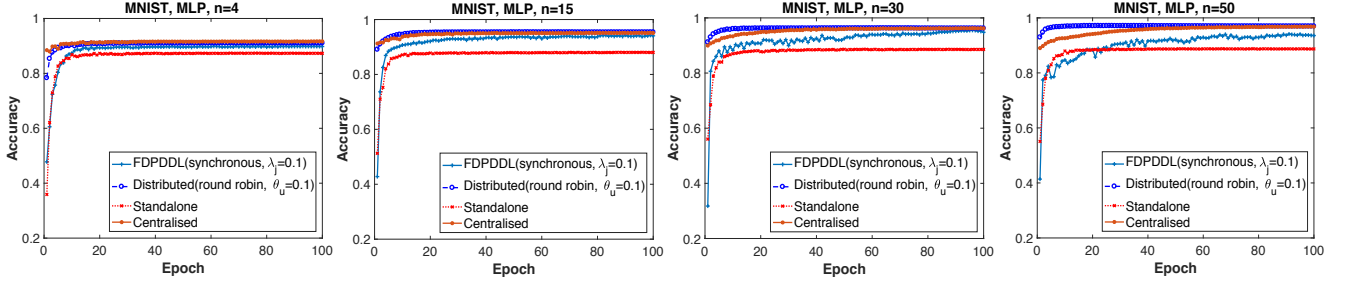 MNIST, MLP, n=4
1
0.8
0.6
0.4
0.2
Accuracy
0
20
40
60
80
100
Epoch
FDPDDL(synchronous, λj=0.1)
Distributed(round robin, θu=0.1)
Standalone
Centralised
MNIST, MLP, n=15
1
0.8
0.6
0.4
0.2
Accuracy
0
20
40
60
80
100
Epoch
FDPDDL(synchronous, λj=0.1)
Distributed(round robin, θu=0.1)
Standalone
Centralised
MNIST, MLP, n=30
1
0.8
0.6
0.4
0.2
Accuracy
0
20
40
60
80
100
Epoch
FDPDDL(synchronous, λj=0.1)
Distributed(round robin, θu=0.1)
Standalone
Centralised
MNIST, MLP, n=50
1
0.8
0.6
0.4
0.2
Accuracy
0
20
40
60
80
100
Epoch
FDPDDL(synchronous, λj=0.1)
Distributed(round robin, θu=0.1)
Standalone
Centralised